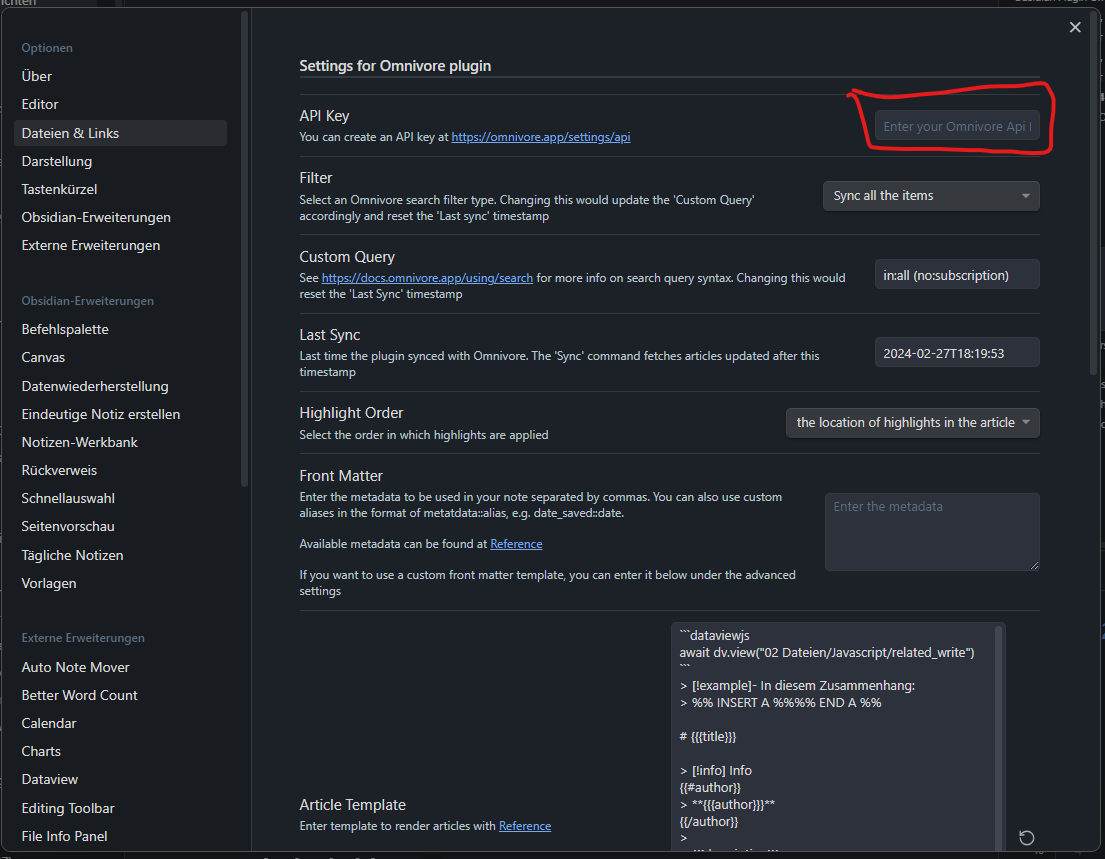 Optionen
Über
Editor
Dateien & Links
Darstellung
Tastenkürzel
Obsidian-Erweiterungen
Externe Erweiterungen
Obsidian-Erweiterungen
Befehlspalette
Canvas
Datenwiederherstellung
Eindeutige Notiz erstellen
Notizen-Werkbank
Rückverweis
Schnellauswahl
Seitenvorschau
Tägliche Notizen
Vorlagen
Externe Erweiterungen
Auto Note Mover
Better Word Count
Calendar
Charts
Dataview
Editing Toolbar
File Info Panel
Settings for Omnivore plugin
API Key
You can create an API key at https://omnivore.app/settings/api
Enter your Omnivore Api
Filter
Select an Omnivore search filter type. Changing this would update the 'Custom Query'
accordingly and reset the 'Last sync' timestamp
Sync all the items
Custom Query
See https://docs.omnivore.app/using/search for more info on search query syntax. Changing this would
reset the 'Last Sync' timestamp
in:all (no:subscription)
Last Sync
Last time the plugin synced with Omnivore. The 'Sync' command fetches articles updated after this
timestamp
2024-02-27T18:19:53
Highlight Order
Select the order in which highlights are applied
the location of highlights in the article
Front Matter
Enter the metadata to be used in your note separated by commas. You can also use custom
aliases in the format of metatdata::alias, e.g. date_saved::date.
Available metadata can be found at Reference
If you want to use a custom front matter template, you can enter it below under the advanced
settings
Enter the metadata
Article Template
Enter template to render articles with Reference
```dataviewjs
await dv.view("02 Dateien/Javascript/related_write")
```
> [!example]- In diesem Zusammenhang:
> %% INSERT A %%%% END A %%
# {{{title}}}
> [!info] Info
{{#author}}
> **{{{author}}}**
{{/author}}
>